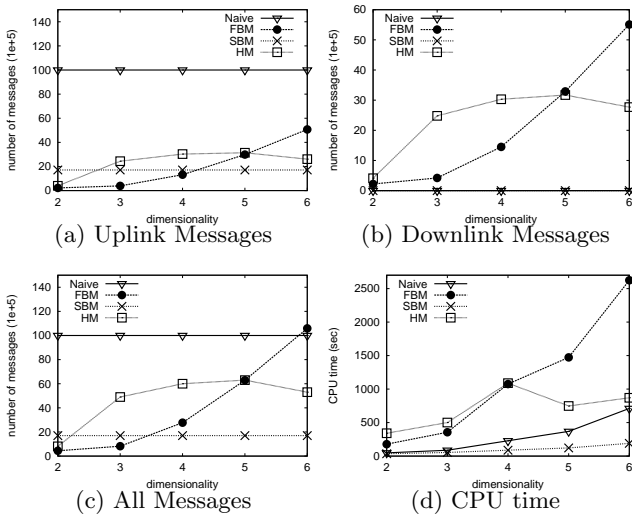 140
120
100
80
60
40
20
0
number of messages (1e+5)
Naive
FBM
SBM
HM
2 3 4 5 6
dimensionality
(a) Uplink Messages
60
50
40
30
20
10
0
number of messages (1e+5)
Naive
FBM
SBM
HM
2 3 4 5 6
dimensionality
(b) Downlink Messages
140
120
100
80
60
40
20
0
number of messages (1e+5)
Naive
FBM
SBM
HM
2 3 4 5 6
dimensionality
(c) All Messages
2500
2000
1500
1000
500
0
CPU time (sec)
Naive
FBM
SBM
HM
2 3 4 5 6
dimensionality
(d) CPU time